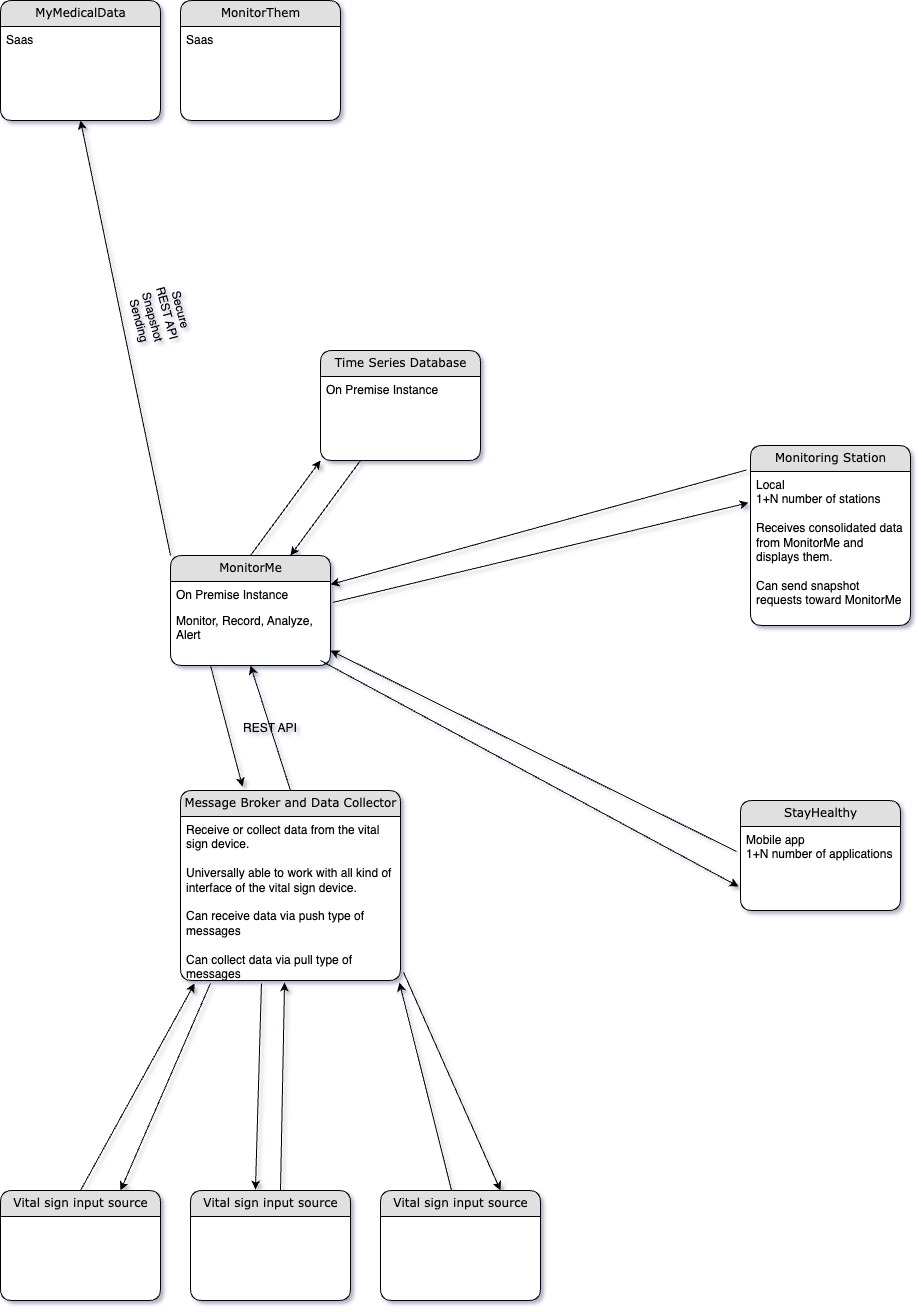 MyMedicalData
Saas
MonitorThem
Saas
Secure
REST API
Snapshot
Sending
Time Series Database
On Premise Instance
Monitoring Station
Local
1+N number of stations
Receives consolidated data
from MonitorMe and
displays them.
Can send snapshot
requests toward MonitorMe
MonitorMe
On Premise Instance
Monitor, Record, Analyze,
Alert
REST API
Message Broker and Data Collector
Receive or collect data from the vital
sign device.
Universally able to work with all kind of
interface of the vital sign device.
Can receive data via push type of
messages
Can collect data via pull type of
messages
StayHealthy
Mobile app
1+N number of applications
Vital sign input source
Vital sign input source
Vital sign input source